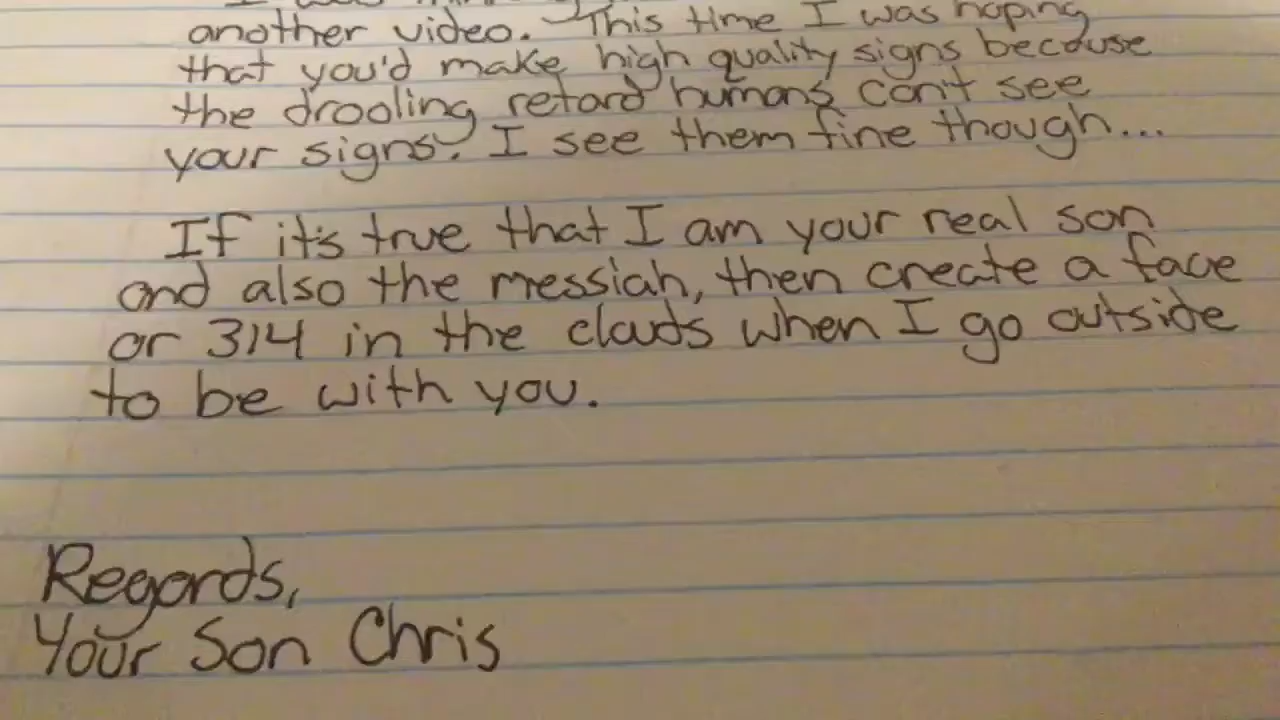 another video. This time I was hoping
that you'd make high quality signs because
the drooling retard humans can't see
your signs. I see them fine though...
If it's true that I am your real son
and also the messiah, then create a face
or 314 in the clouds when I go outside
to be with you.
Regards,
Your Son Chris